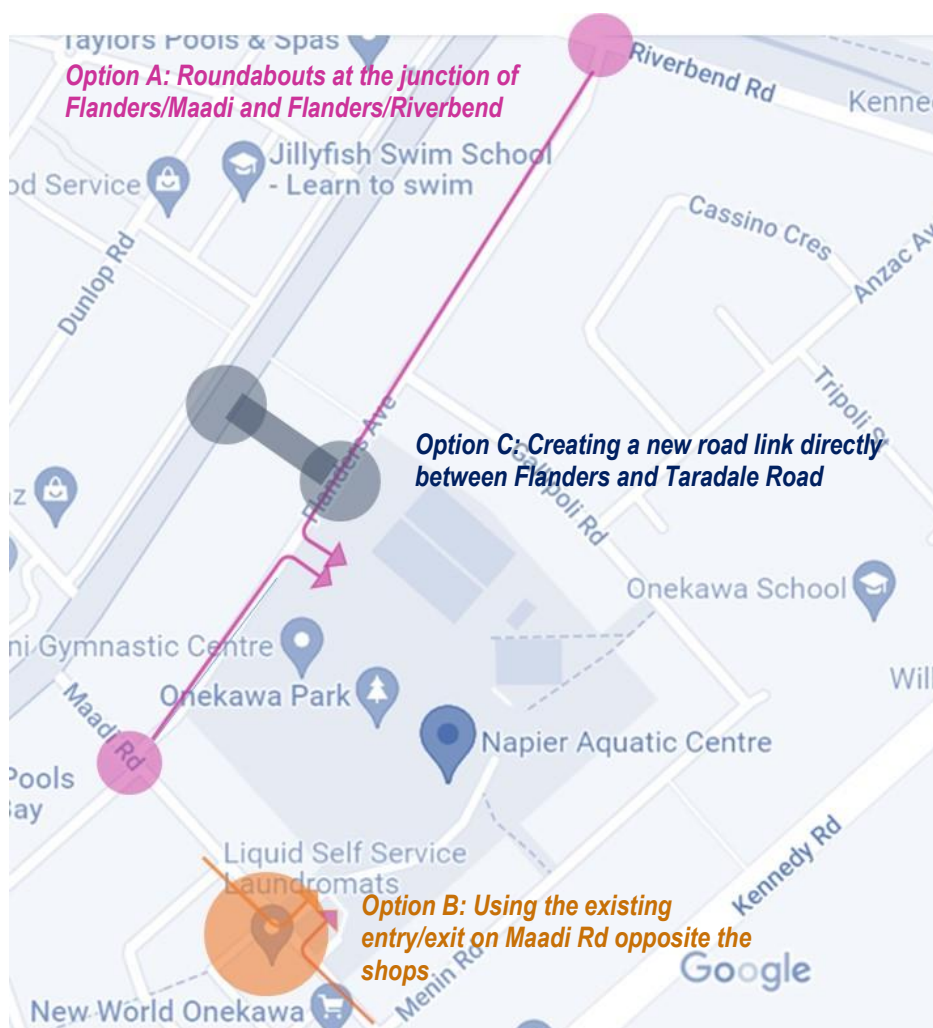 Taylors Pools & Spas
Option A: Roundabouts at the junction of
Flanders/Maadi and Flanders/Riverbend
Riverbend Rd
Kenne
Jillyfish Swim School
- Learn to swim
od Service
Cassino Cres
Anzac Av
Dunlop Rd
Tripoli St
Flanders Ave
Option C: Creating a new road link directly
between Flanders and Taradale Road
Gallipoli Rd
z
Onekawa School
ni Gymnastic Centre
Onekawa Park
Will
Maadi Rd
Napier Aquatic Centre
Pools
ay
Kennedy Rd
Liquid Self Service
Laundromats
Option B: Using the existing
entry/exit on Maadi Rd opposite the
shops
Menin Rd
Google
New World Onekawa